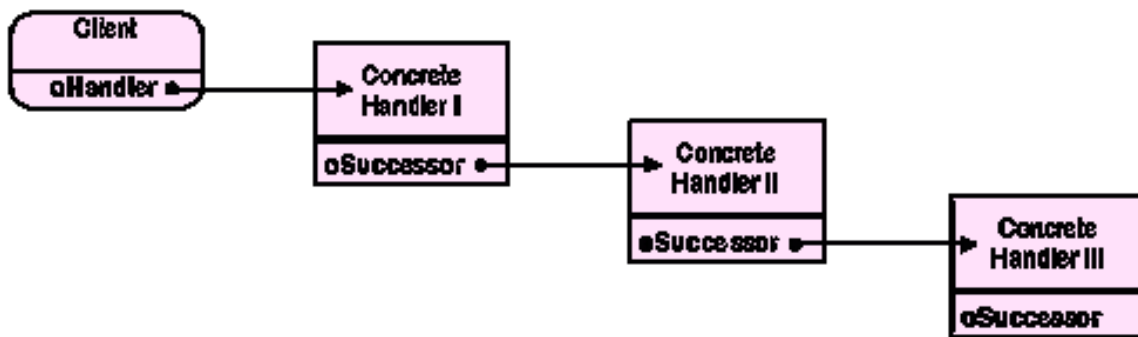 Client
aHandler
Concrete
Handler I
aSuccessor
Concrete
Handler II
aSuccessor
Concrete
Handler III
aSuccessor